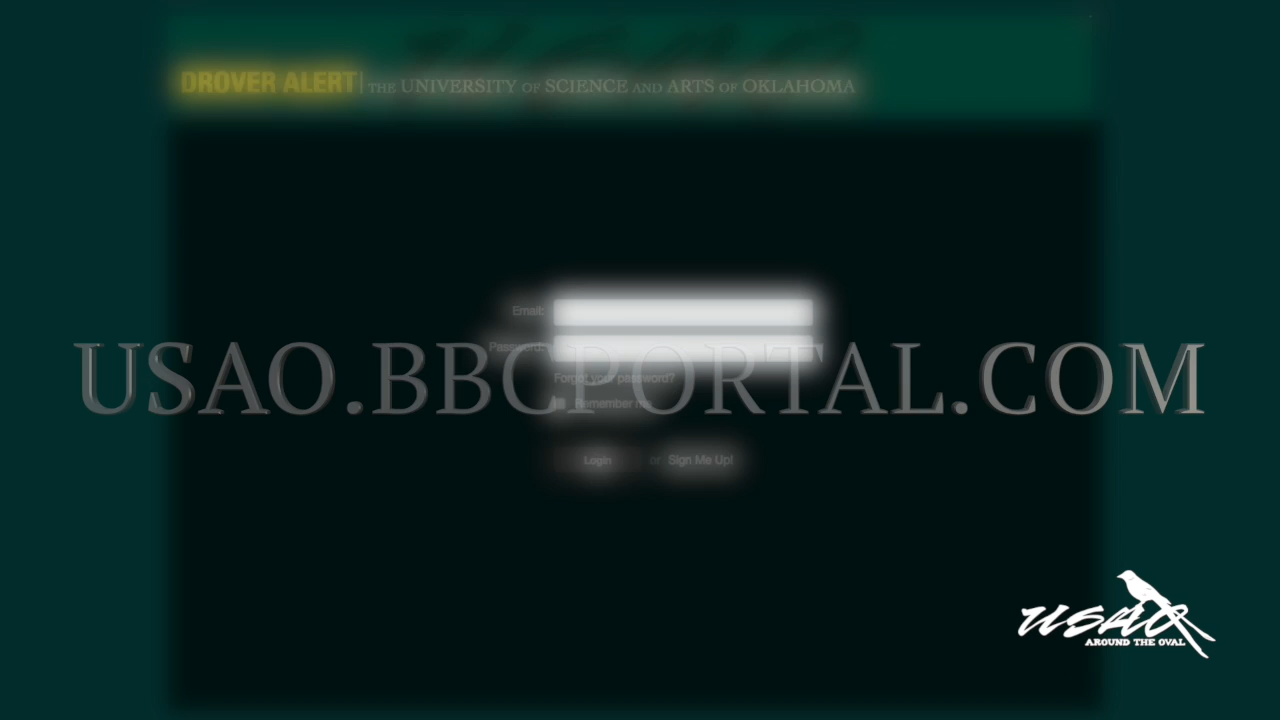 DROVER ALERT | THE UNIVERSITY OF SCIENCE AND ARTS OF OKLAHOMA
Email:
Password:
USAO.BBCPORTAL.COM
Forgot your password?
Remember me
Login or Sign Me Up!
USAO
AROUND THE OVAL